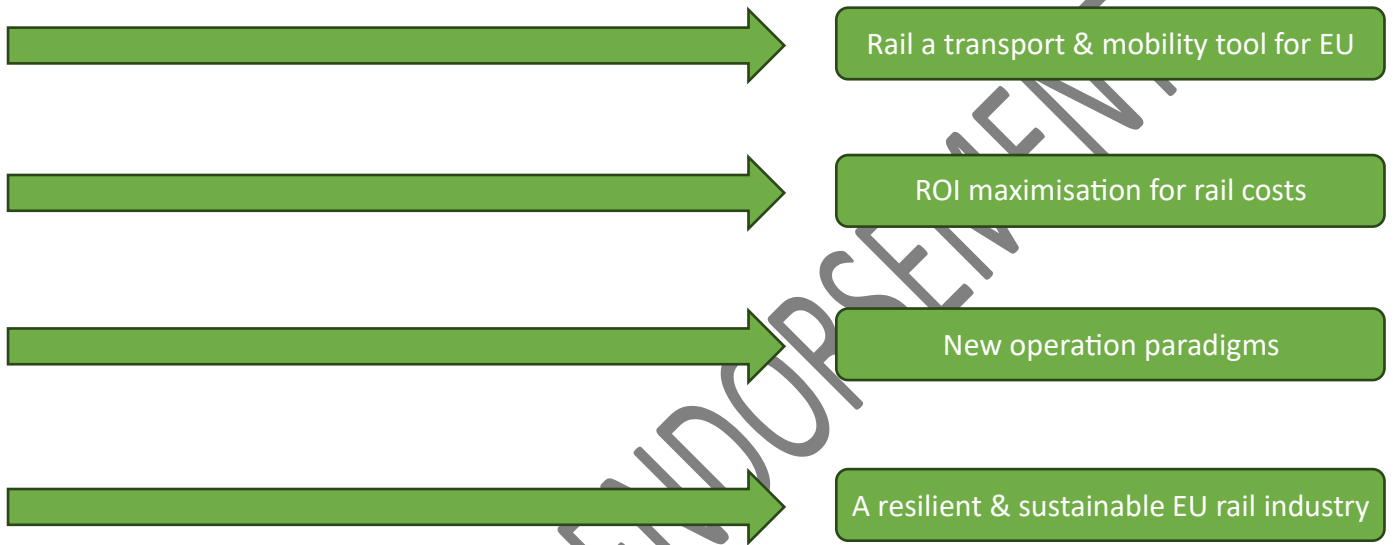 Rail a transport & mobility tool for EU
ROI maximisation for rail costs
New operation paradigms
A resilient & sustainable EU rail industry
ENDORSEMENT